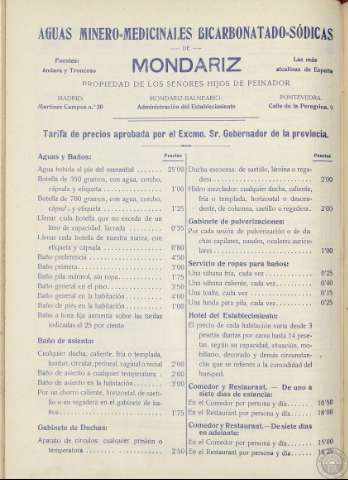 AGUAS MINERO-MEDICINALES BICARBONATADO-SÓDICAS
DE
MONDARIZ
Fuentes:
Gándara y Troncoso
Las más
alcalinas de España
PROPIEDAD DE LOS SEÑORES HIJOS DE PEINADOR
MADRID:
Martínez Campos n.º 20
MONDARIZ-BALNEARIO:
Administración del Establecimiento
PONTEVEDRA.
Calle de la Peregrina, 6
Tarifa de precios aprobada por el Excmo. Sr. Gobernador de la provincia.
Aguas y Baños: Pesetas
Agua bebida al pie del manantial 25'00
Botella de 350 gramos, con agua, corcho,
cápsula y etiqueta 1'00
Botella de 700 gramos, con agua, corcho,
cápsula y etiqueta 1'25
Llenar cada botella que no exceda de un
litro de capacidad, lacrada 0'55
Llenar cada botella de nuestra marca, con
etiqueta y cápsula 0'80
Baño preferencia 4'50
Baño primera 3'00
Baño pila mármol, sin ropa 1'75
Baño general en el piso 3'50
Baño general en la habitación 4'00
Baño de pies en la habitación 1'00
Baño a hora fija aumenta sobre las tarifas
indicadas el 25 por ciento
Baño de asiento:
Cualquier ducha, caliente, fría o templada,
lumbar, circular, perineal, vaginal o rectal 2'00
Baño de asiento a cualquier temperatura 2'00
Baño de asiento en la habitación 3'00
Por un chorro caliente, horizontal, de surtidor
o en regadera en el gabinete de baños
1'75
Gabinete de Duchas:
Aparato de círculos: cualquier presión o
temperatura 2'50
Pesetas
Ducha escocesa: de surtidor, lámina o regadera
2'00
Hidro mezclador: cualquier ducha, caliente,
fría o templada, horizontal o descendente,
de columna, surtidor o regadera 2'00
Gabinete de pulverizaciones:
Por cada sesión de pulverización o de duchas
capilares, nasales, oculares auriculares
1'00
Servicio de ropas para baños:
Una sábana fría, cada vez 0'25
Una sábana caliente, cada vez 0'40
Una toalla, cada vez 0'25
Una funda para pila, cada vez 0'25
Hotel del Establecimiento:
El precio de cada habitación varía desde 3
pesetas diarias por cama hasta 14 pesetas,
según su capacidad, situación, mobiliario,
decorado y demás circunstancias
que se refieren a la comodidad del
huésped.
Comedor y Restaurant. — De uno a
siete días de estancia:
En el Comedor por persona y día 16'50
En el Restaurant por persona y día 18'00
Comedor y Restaurant. — De siete días
en adelante:
En el Comedor por persona y día 15'00
En el Restaurant por persona y día